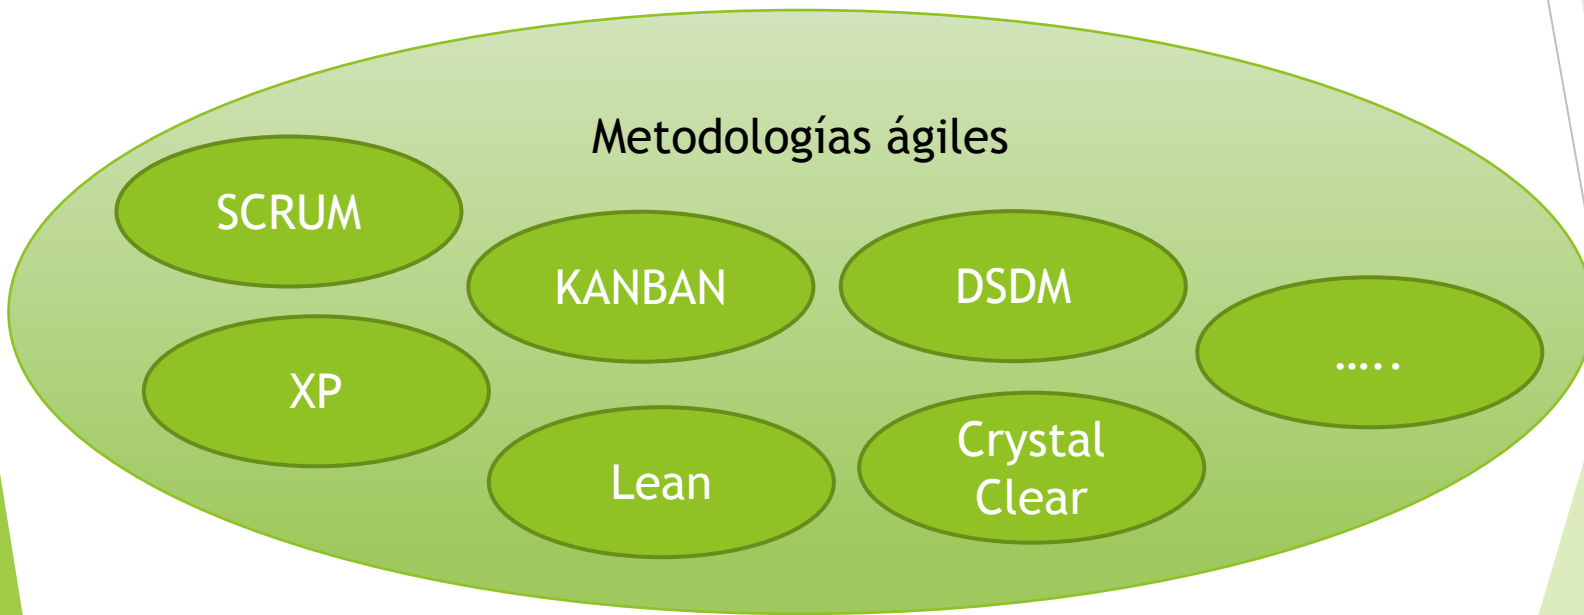 Metodologías ágiles
SCRUM
KANBAN
DSDM
…..
XP
Lean
Crystal
Clear